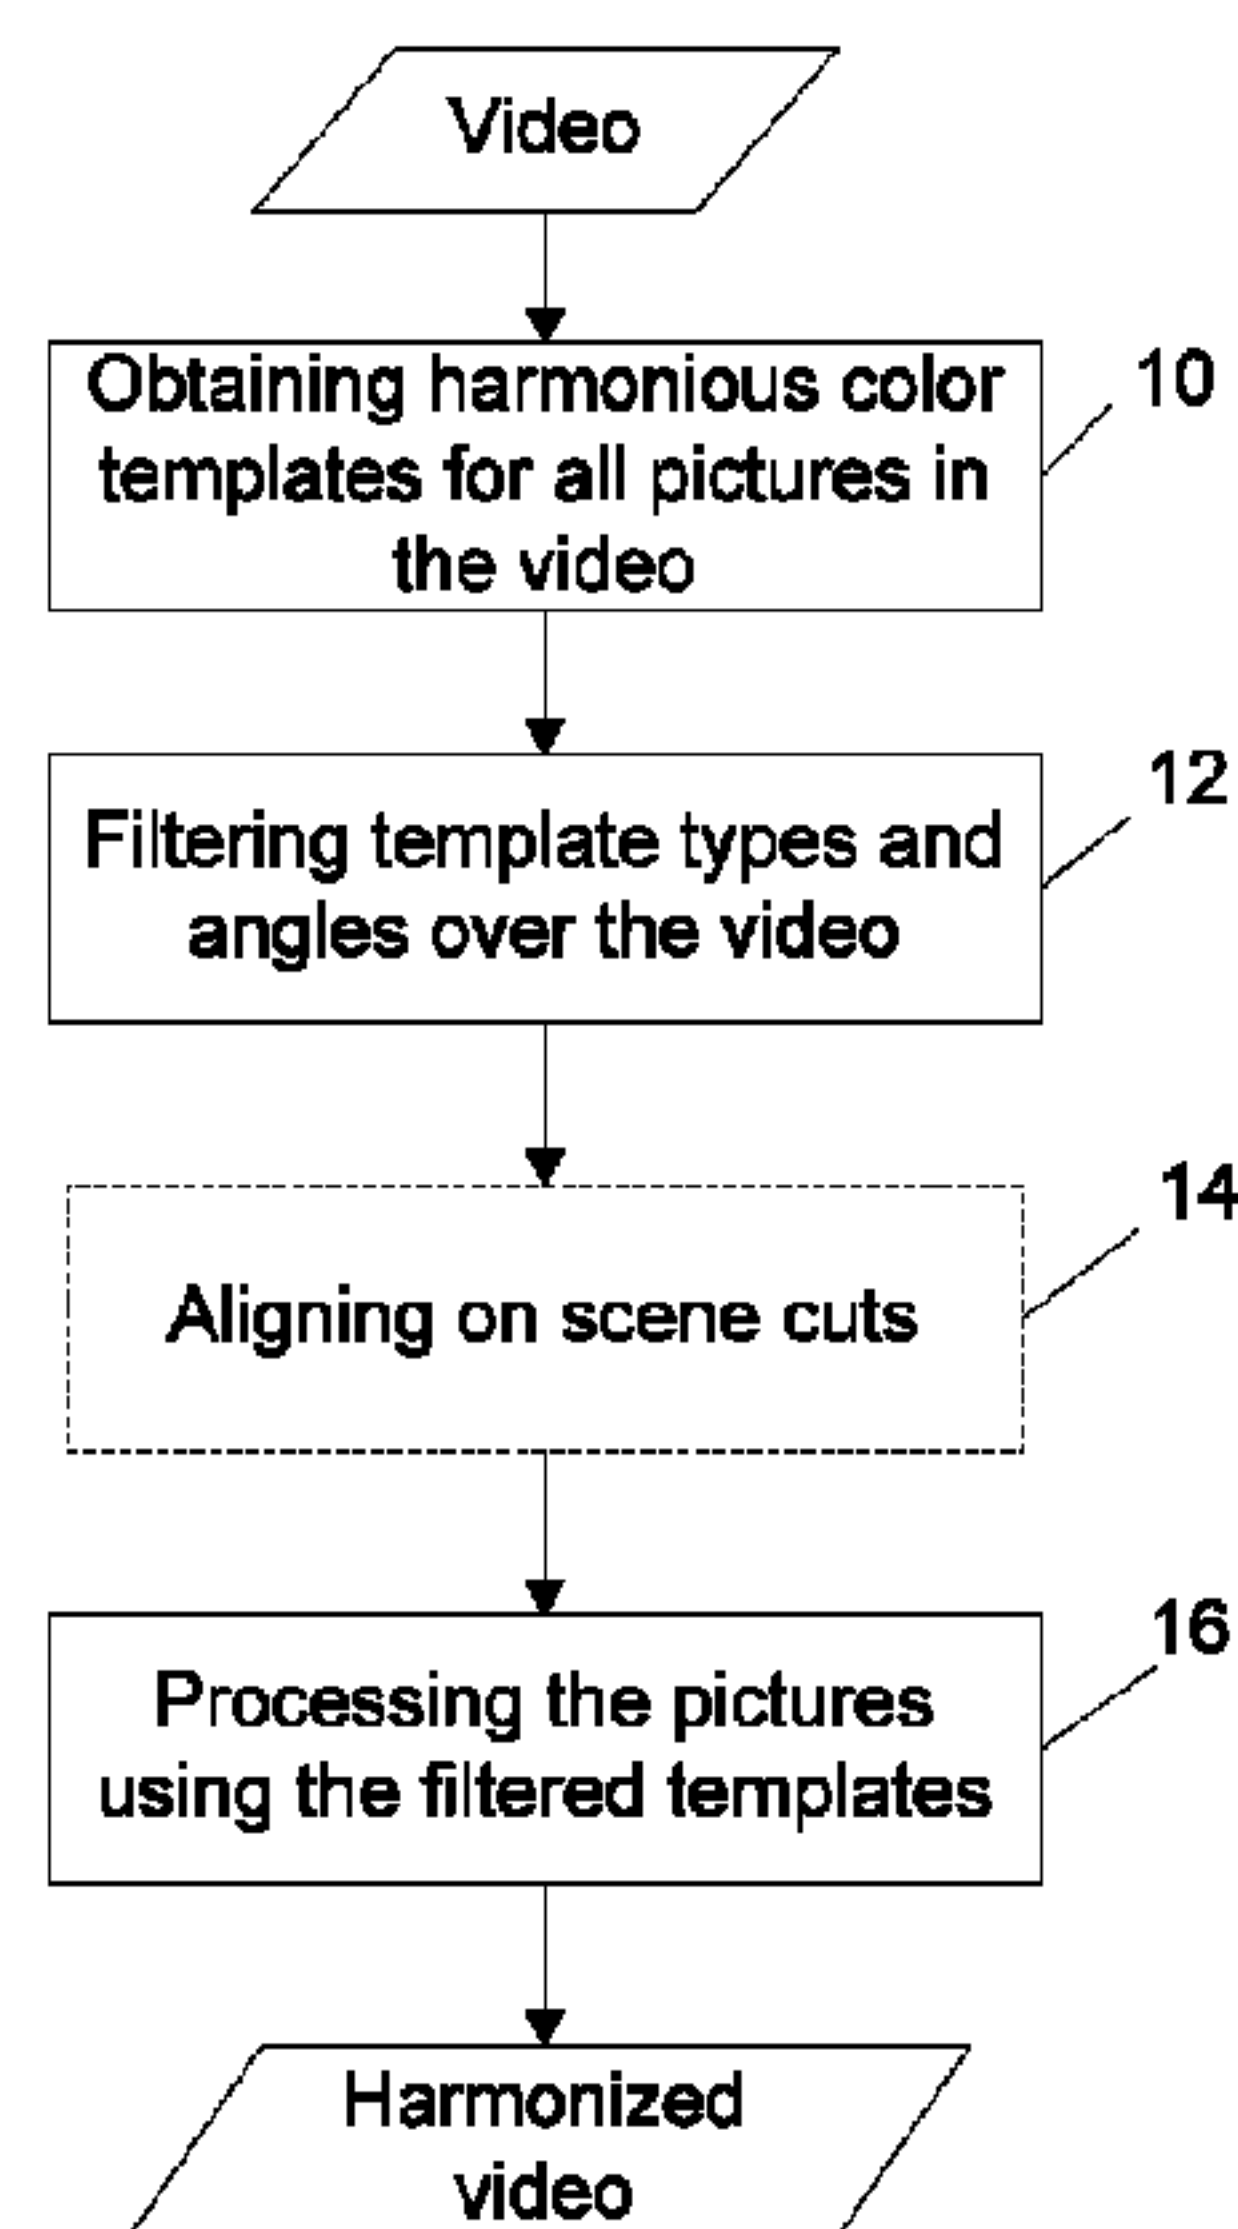 Video
Obtaining harmonious color
templates for all pictures in
the video
10
Filtering template types and
angles over the video
12
Aligning on scene cuts
14
Processing the pictures
using the filtered templates
16
Harmonized
video